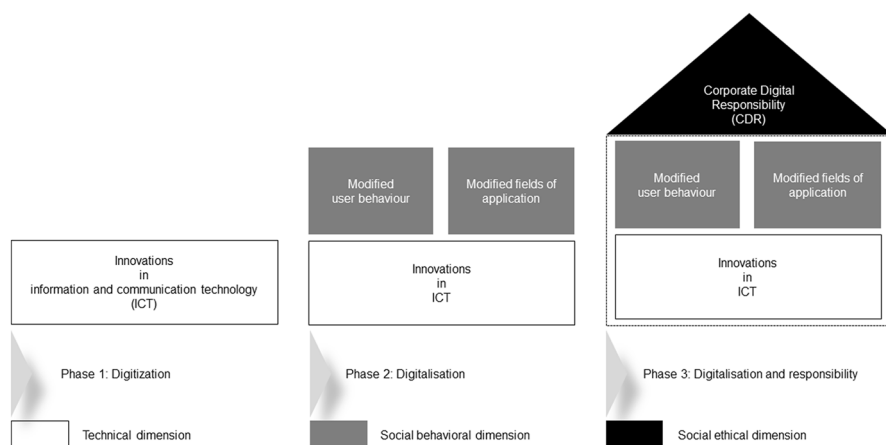 Corporate Digital
Responsibility
(CDR)
Modified
user behaviour
Modified fields of
application
Modified
user behaviour
Modified fields of
application
Innovations
in
information and communication technology
(ICT)
Innovations
in
ICT
Innovations
in
ICT
Phase 1: Digitization
Phase 2: Digitalisation
Phase 3: Digitalisation and responsibility
Technical dimension
Social behavioral dimension
Social ethical dimension